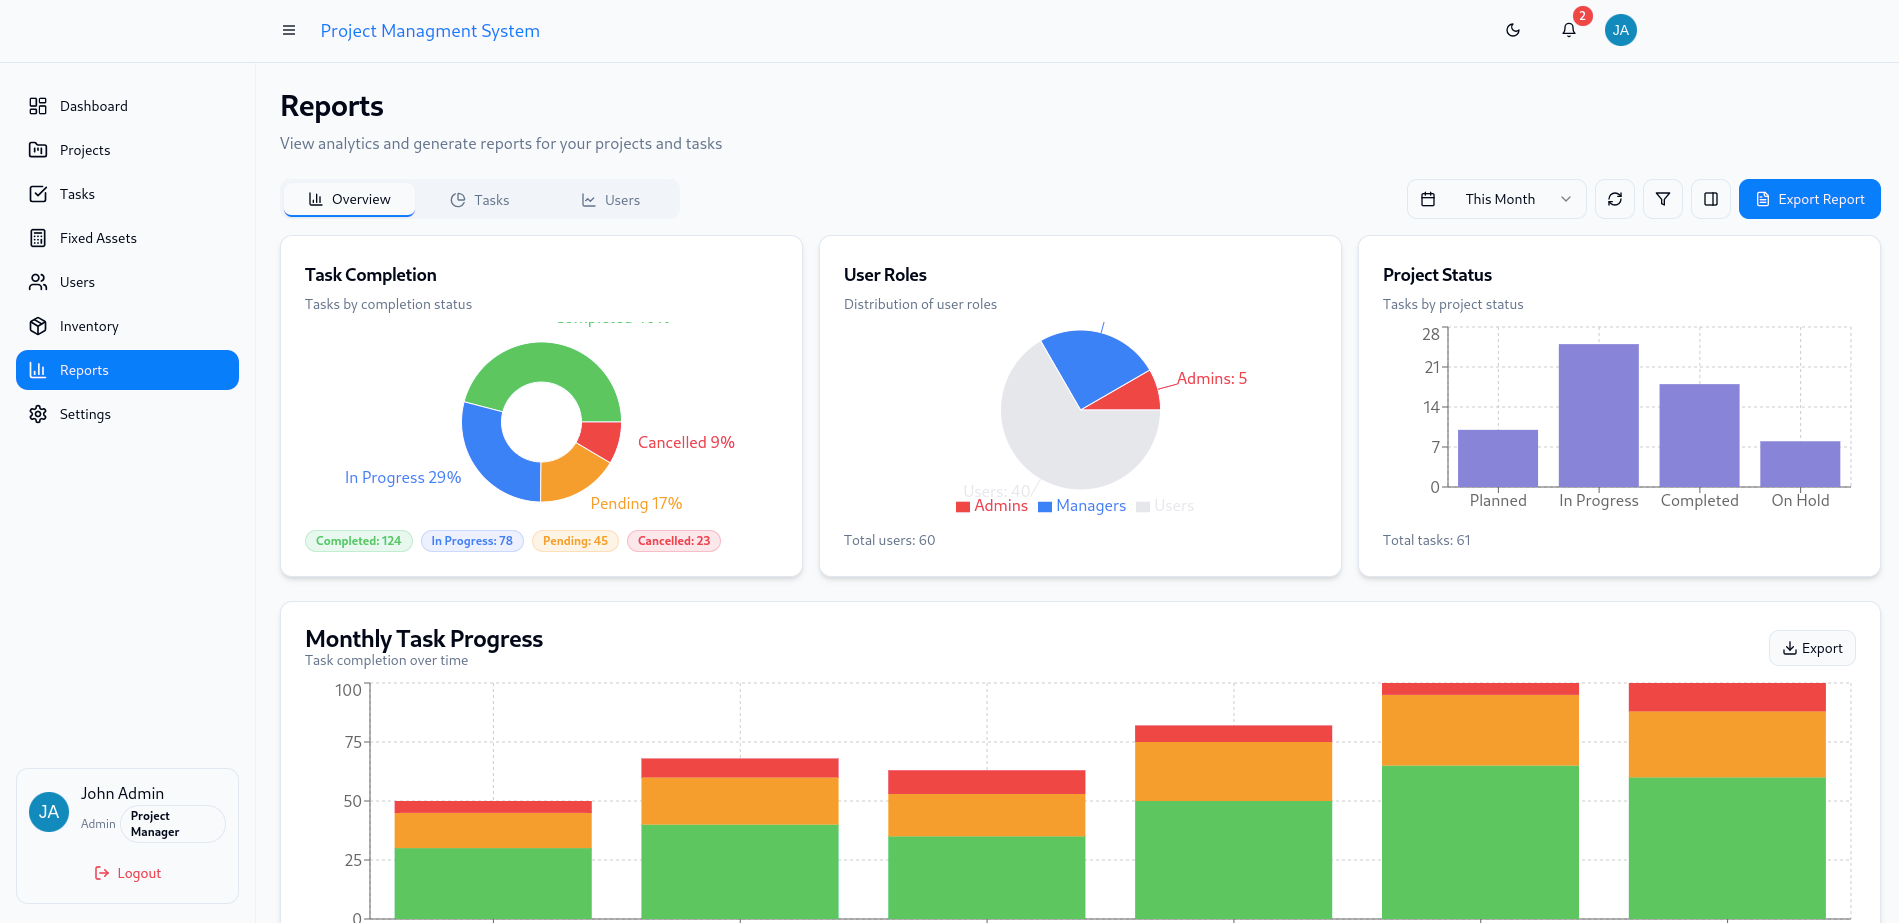 Project Managment System
2
JA
Dashboard
Projects
Tasks
Fixed Assets
Users
Inventory
Reports
Settings
John Admin
JA
Admin
Project
Manager
Logout
Reports
View analytics and generate reports for your projects and tasks
Overview
Tasks
Users
This Month
Export Report
Task Completion
Tasks by completion status
Cancelled 9%
In Progress 29%
Pending 17%
Completed: 124
In Progress: 78
Pending: 45
Cancelled: 23
User Roles
Distribution of user roles
Admins: 5
Users: 40
Admins
Managers
Users
Total users: 60
Project Status
Tasks by project status
28
21
14
7
0
Planned
In Progress
Completed
On Hold
Total tasks: 61
Monthly Task Progress
Task completion over time
Export
100
75
50
25
0